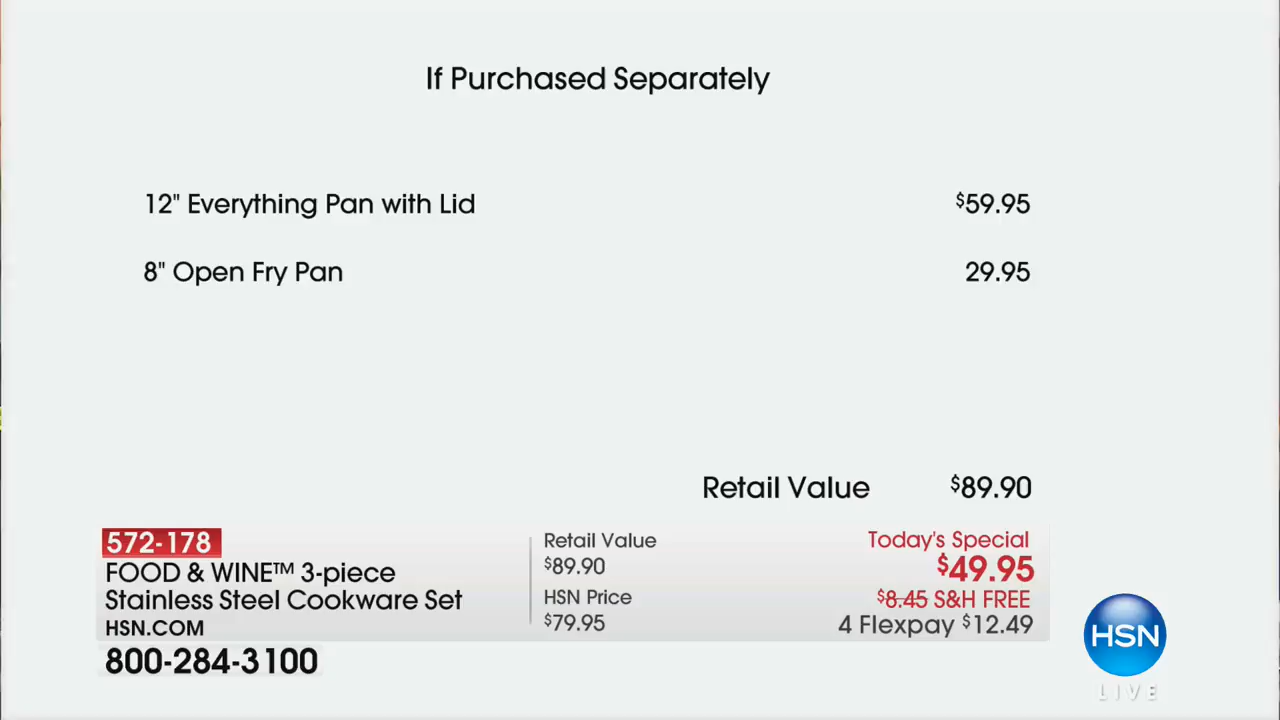 If Purchased Separately
12" Everything Pan with Lid $59.95
8" Open Fry Pan 29.95
Retail Value $89.90
572-178
FOOD & WINE™ 3-piece
Stainless Steel Cookware Set
HSN.COM
800-284-3100
Retail Value
$89.90
HSN Price
$79.95
Today's Special
$49.95
$8.45 S&H FREE
4 Flexpay $12.49
HSN
LIVE